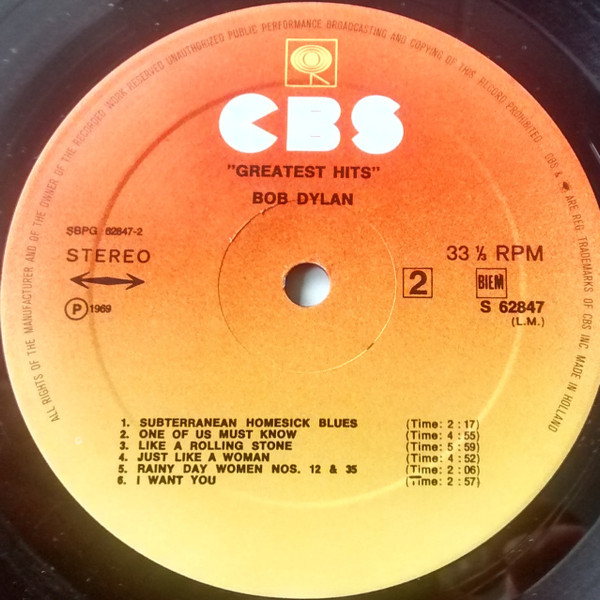 ALL RIGHTS OF THE MANUFACTURER AND OF THE OWNER OF THE RECORDED WORK RESERVED UNAUTHORIZED PUBLIC PERFORMANCE BROADCASTING AND COPYING OF THIS RECORD PROHIBITED. CBS & ARE REG. TRADEMARKS OF CBS INC. MADE IN HOLLAND
CBS
"GREATEST HITS"
BOB DYLAN
SBPG 62847-2
STEREO
33 ⅓ RPM
2
BIEM
S 62847
(L.M.)
P 1969
1. SUBTERRANEAN HOMESICK BLUES (Time: 2 : 17)
2. ONE OF US MUST KNOW (Time: 4 : 55)
3. LIKE A ROLLING STONE (Time: 5 : 59)
4. JUST LIKE A WOMAN (Time: 4 : 52)
5. RAINY DAY WOMEN NOS. 12 & 35 (Time: 2 : 06)
6. I WANT YOU (Time: 2 : 57)